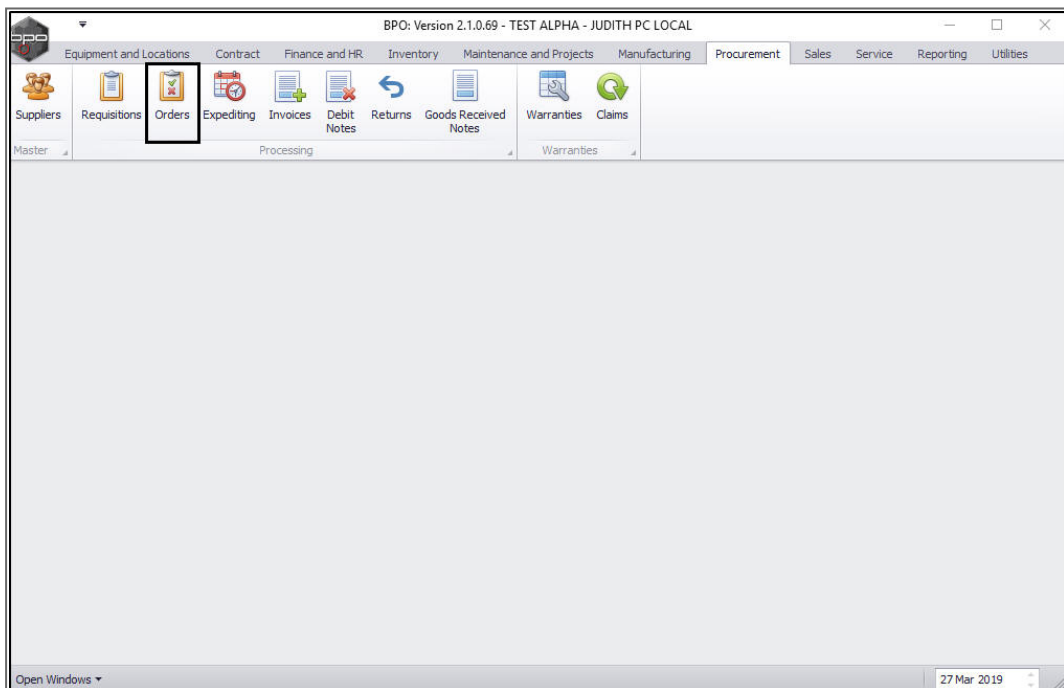 bpo
BPO: Version 2.1.0.69 - TEST ALPHA - JUDITH PC LOCAL
Equipment and Locations Contract Finance and HR Inventory Maintenance and Projects Manufacturing Procurement Sales Service Reporting Utilities
Suppliers Requisitions Orders Expediting Invoices Debit Returns Goods Received Warranties Claims
Notes Notes
Master Processing Warranties
Open Windows 27 Mar 2019